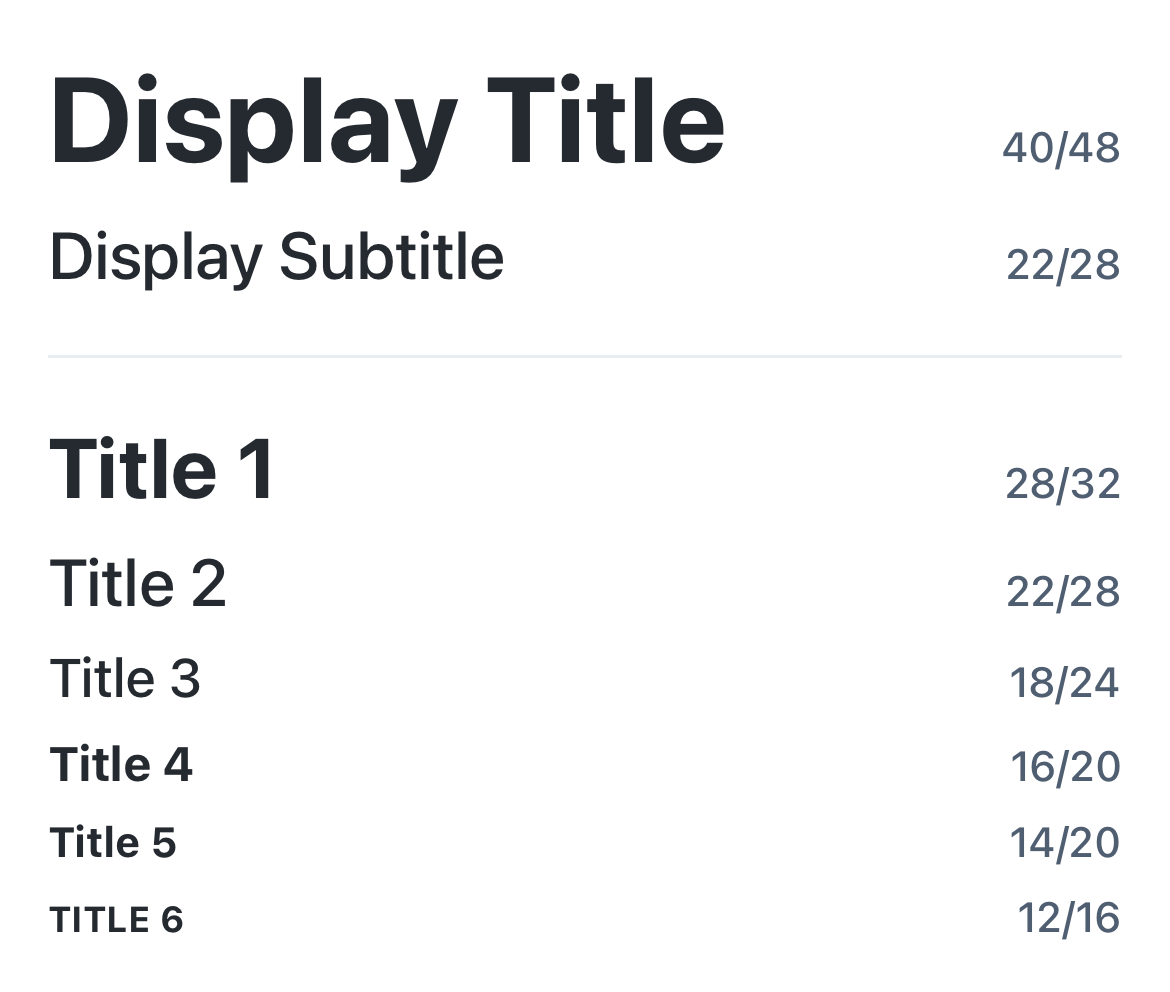 Display Title 40/48
Display Subtitle 22/28
Title 1 28/32
Title 2 22/28
Title 3 18/24
Title 4 16/20
Title 5 14/20
TITLE 6 12/16